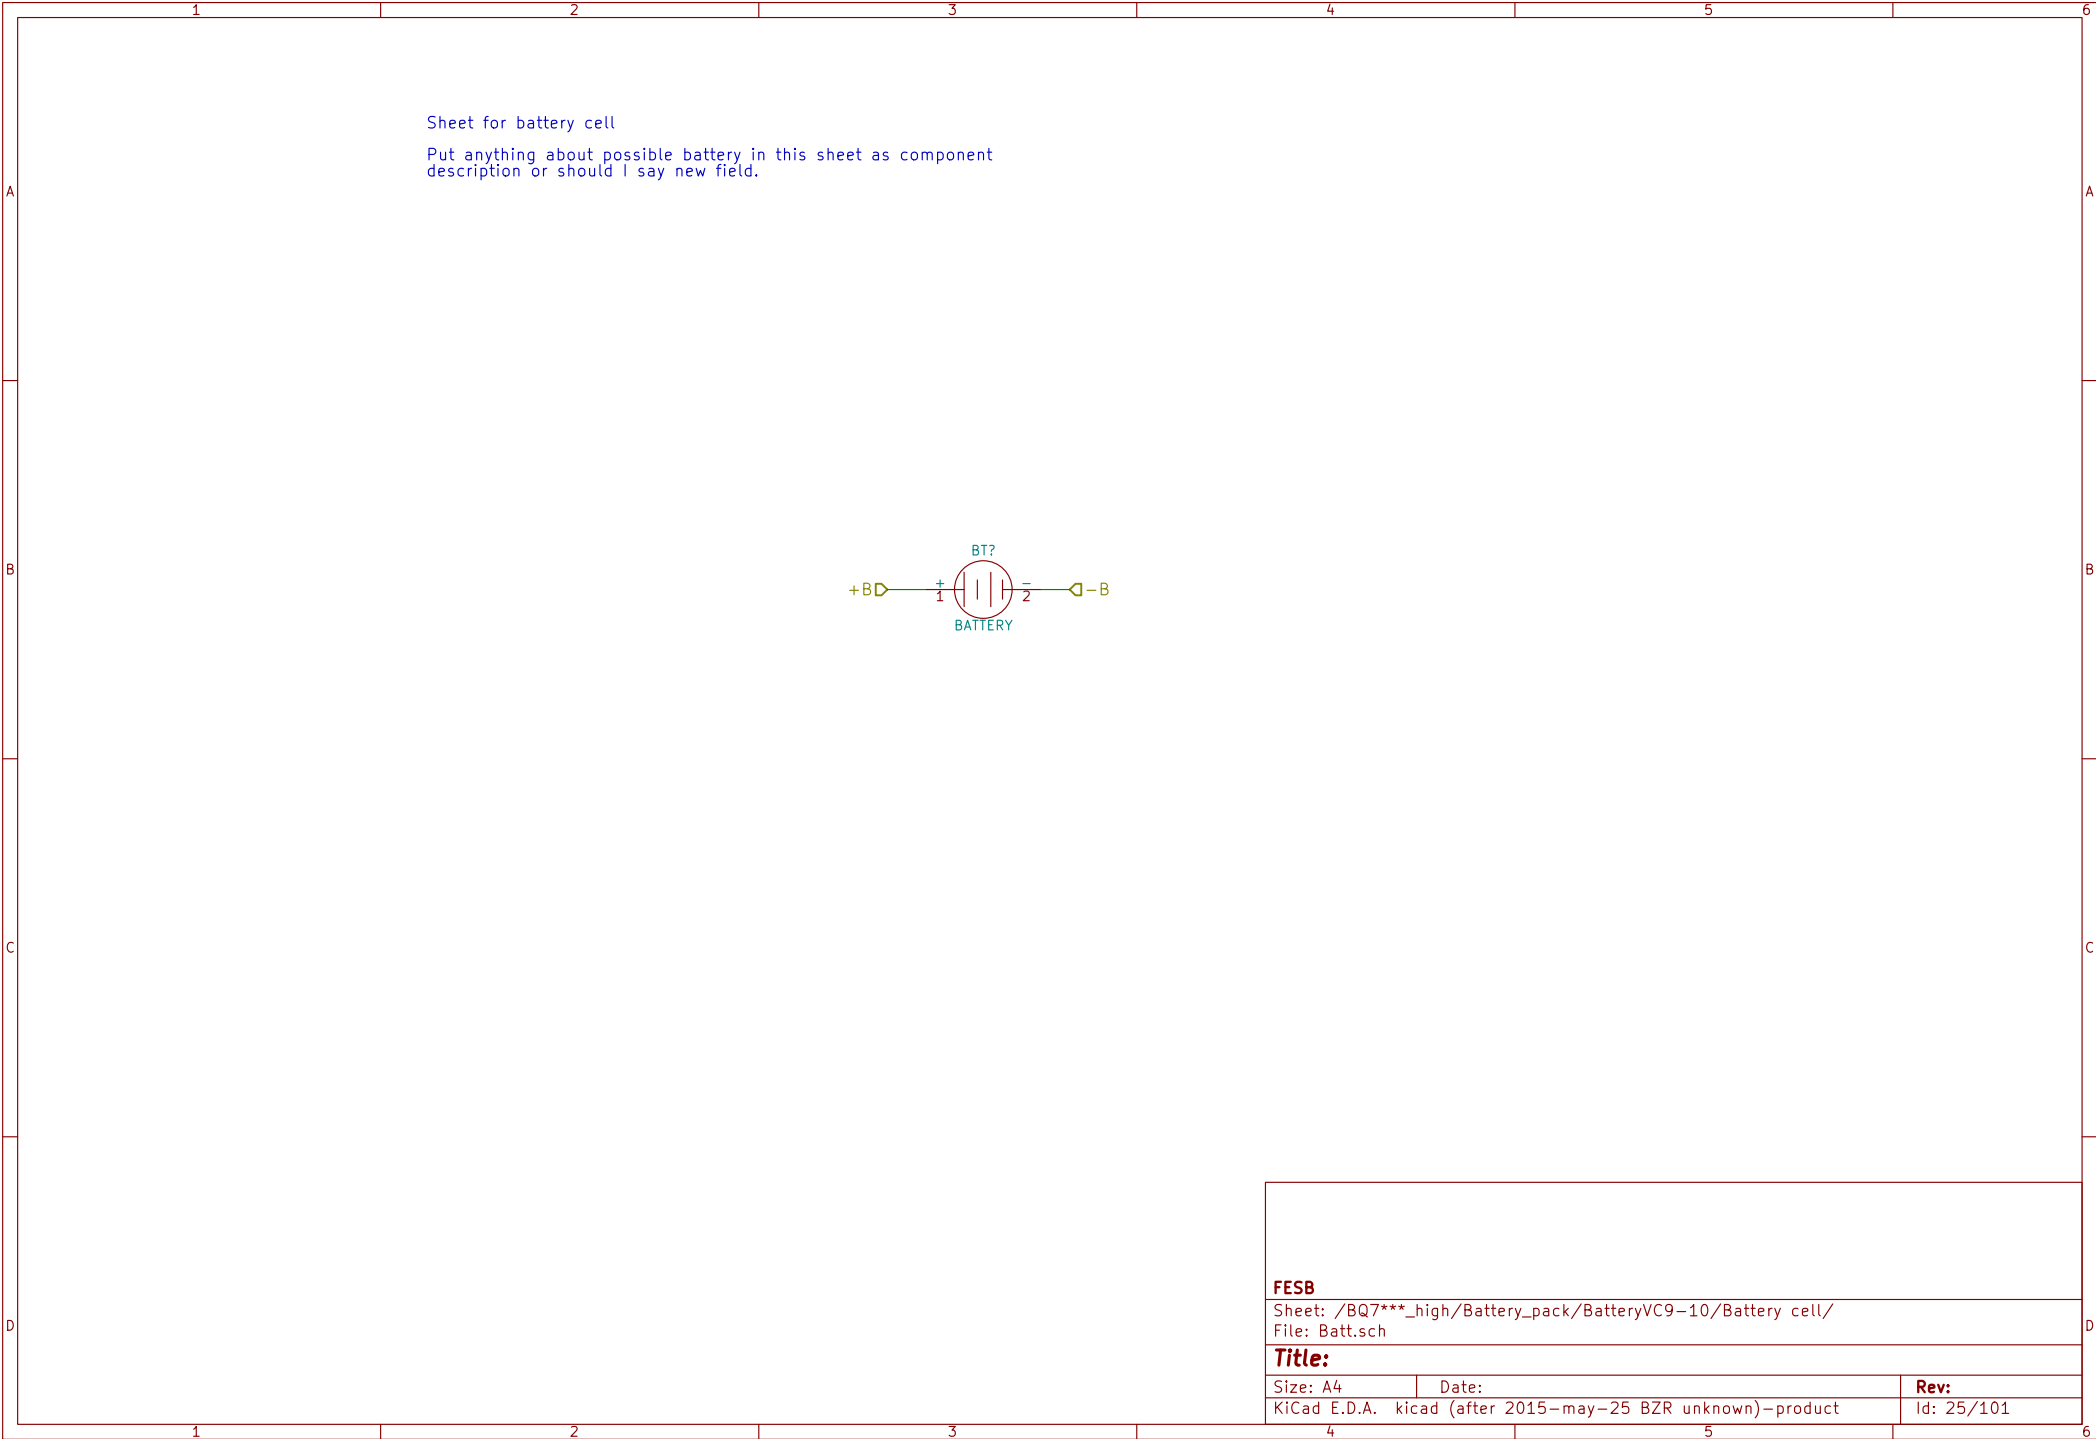 1 2 3 4 5 6
Sheet for battery cell
Put anything about possible battery in this sheet as component
description or should I say new field.
A A
BT?
B B
+B + - -B
1 2
BATTERY
C C
FESB
Sheet: /BQ7***_high/Battery_pack/BatteryVC9-10/Battery cell/
File: Batt.sch
D D
Title:
Size: A4 Date: Rev:
KiCad E.D.A. kicad (after 2015-may-25 BZR unknown)-product Id: 25/101
1 2 3 4 5 6